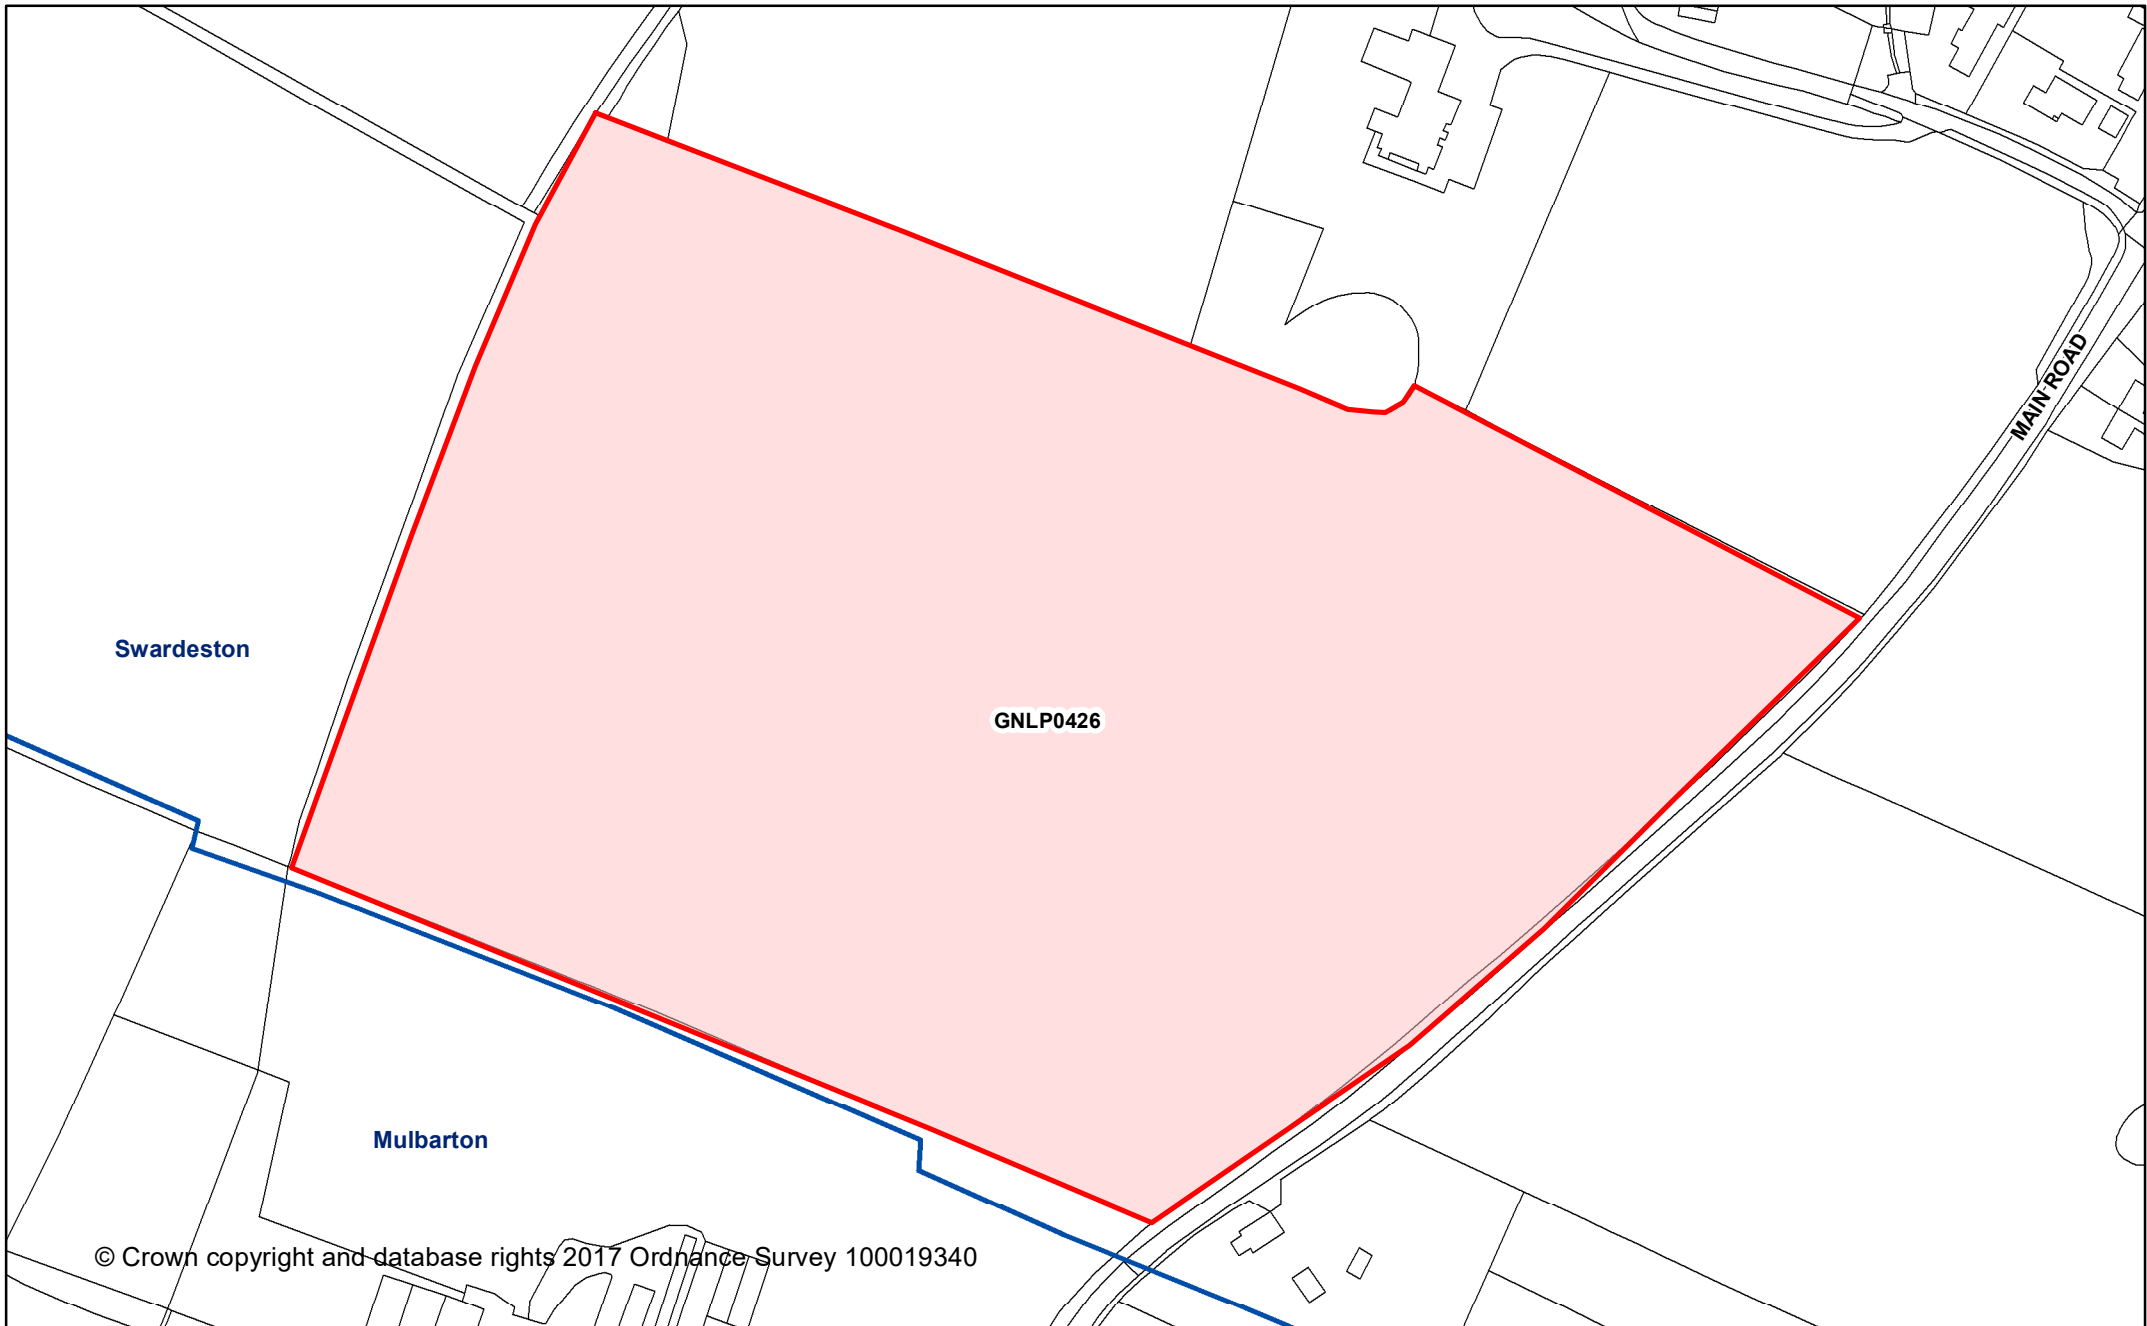 MAIN ROAD
Swardeston
GNLP0426
Mulbarton
© Crown copyright and database rights 2017 Ordnance Survey 100019340